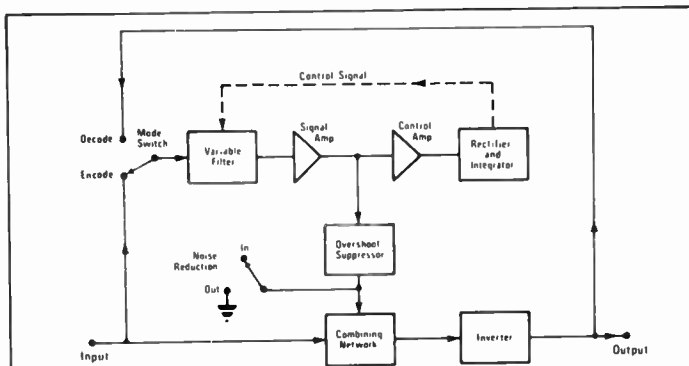 Control Signal
Decode
Mode
Switch
Encode
Variable
Filter
Signal
Amp
Control
Amp
Rectifier
and
Integrator
Overshoot
Suppressor
Noise
Reduction
In
Out
Combining
Network
Inverter
Input
Output